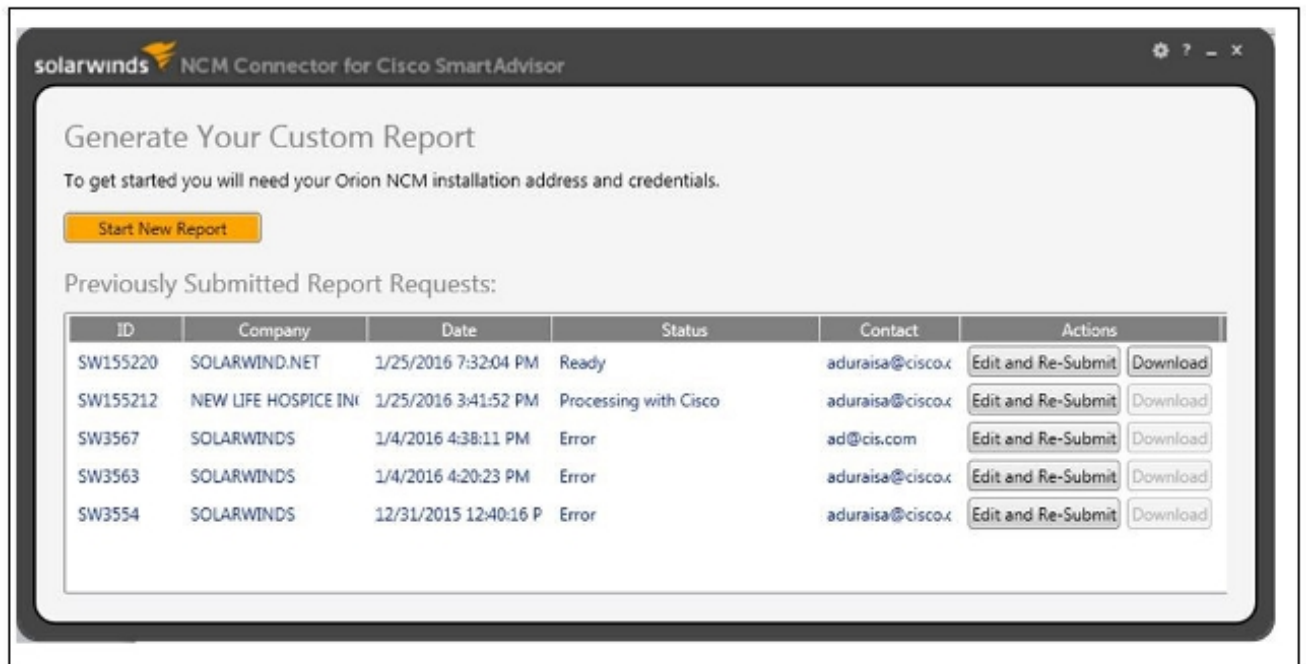 solarwinds NCM Connector for Cisco SmartAdvisor ? _ x
Generate Your Custom Report
To get started you will need your Orion NCM installation address and credentials.
Start New Report
Previously Submitted Report Requests:
ID Company Date Status Contact Actions
SW155220 SOLARWIND.NET 1/25/2016 7:32:04 PM Ready aduraisa@cisco.c Edit and Re-Submit Download
SW155212 NEW LIFE HOSPICE IN( 1/25/2016 3:41:52 PM Processing with Cisco aduraisa@cisco.c Edit and Re-Submit Download
SW3567 SOLARWINDS 1/4/2016 4:38:11 PM Error ad@cis.com Edit and Re-Submit Download
SW3563 SOLARWINDS 1/4/2016 4:20:23 PM Error aduraisa@cisco.c Edit and Re-Submit Download
SW3554 SOLARWINDS 12/31/2015 12:40:16 P Error aduraisa@cisco.c Edit and Re-Submit Download